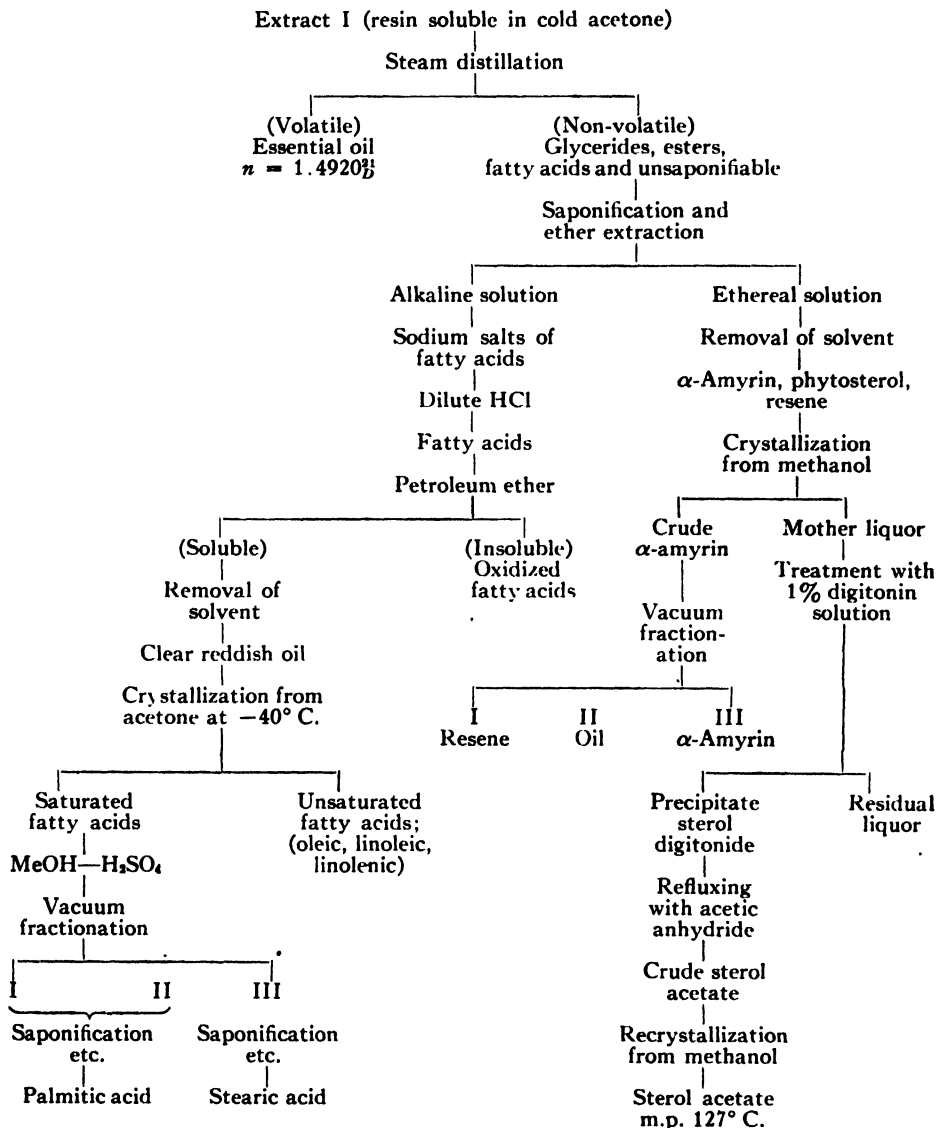 Extract I (resin soluble in cold acetone)
Steam distillation
(Volatile)
Essential oil
n = 1.4920²¹_D
(Non-volatile)
Glycerides, esters,
fatty acids and unsaponifiable
Saponification and
ether extraction
Alkaline solution
Sodium salts of
fatty acids
Dilute HCl
Fatty acids
Petroleum ether
(Soluble)
Removal of
solvent
Clear reddish oil
Crystallization from
acetone at −40° C.
Saturated
fatty acids
MeOH—H₂SO₄
Vacuum
fractionation
I
II
III
Saponification
etc.
Palmitic acid
Saponification
etc.
Stearic acid
Unsaturated
fatty acids;
(oleic, linoleic,
linolenic)
(Insoluble)
Oxidized
fatty acids
Ethereal solution
Removal of solvent
α-Amyrin, phytosterol,
resene
Crystallization
from methanol
Crude
α-amyrin
Vacuum
fraction-
ation
I
Resene
II
Oil
III
α-Amyrin
Mother liquor
Treatment with
1% digitonin
solution
Precipitate
sterol
digitonide
Refluxing
with acetic
anhydride
Crude sterol
acetate
Recrystallization
from methanol
Sterol acetate
m.p. 127° C.
Residual
liquor